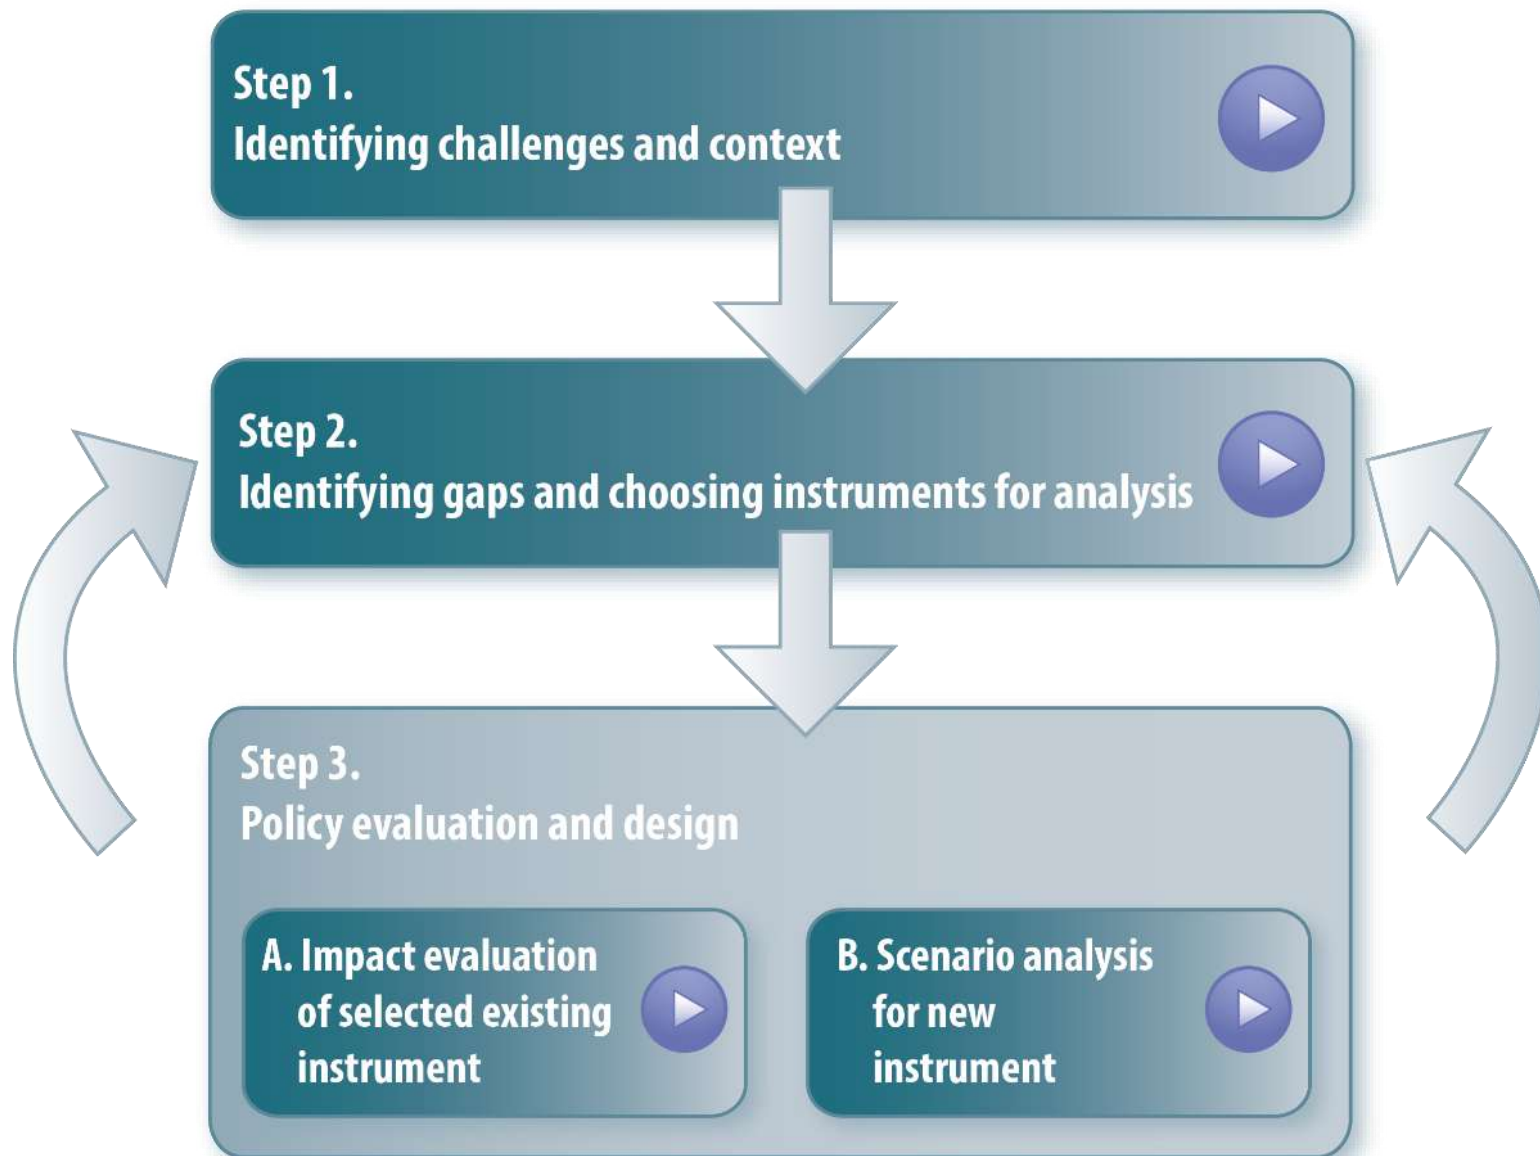 Step 1.
Identifying challenges and context
Step 2.
Identifying gaps and choosing instruments for analysis
Step 3.
Policy evaluation and design
A. Impact evaluation
of selected existing
instrument
B. Scenario analysis
for new
instrument